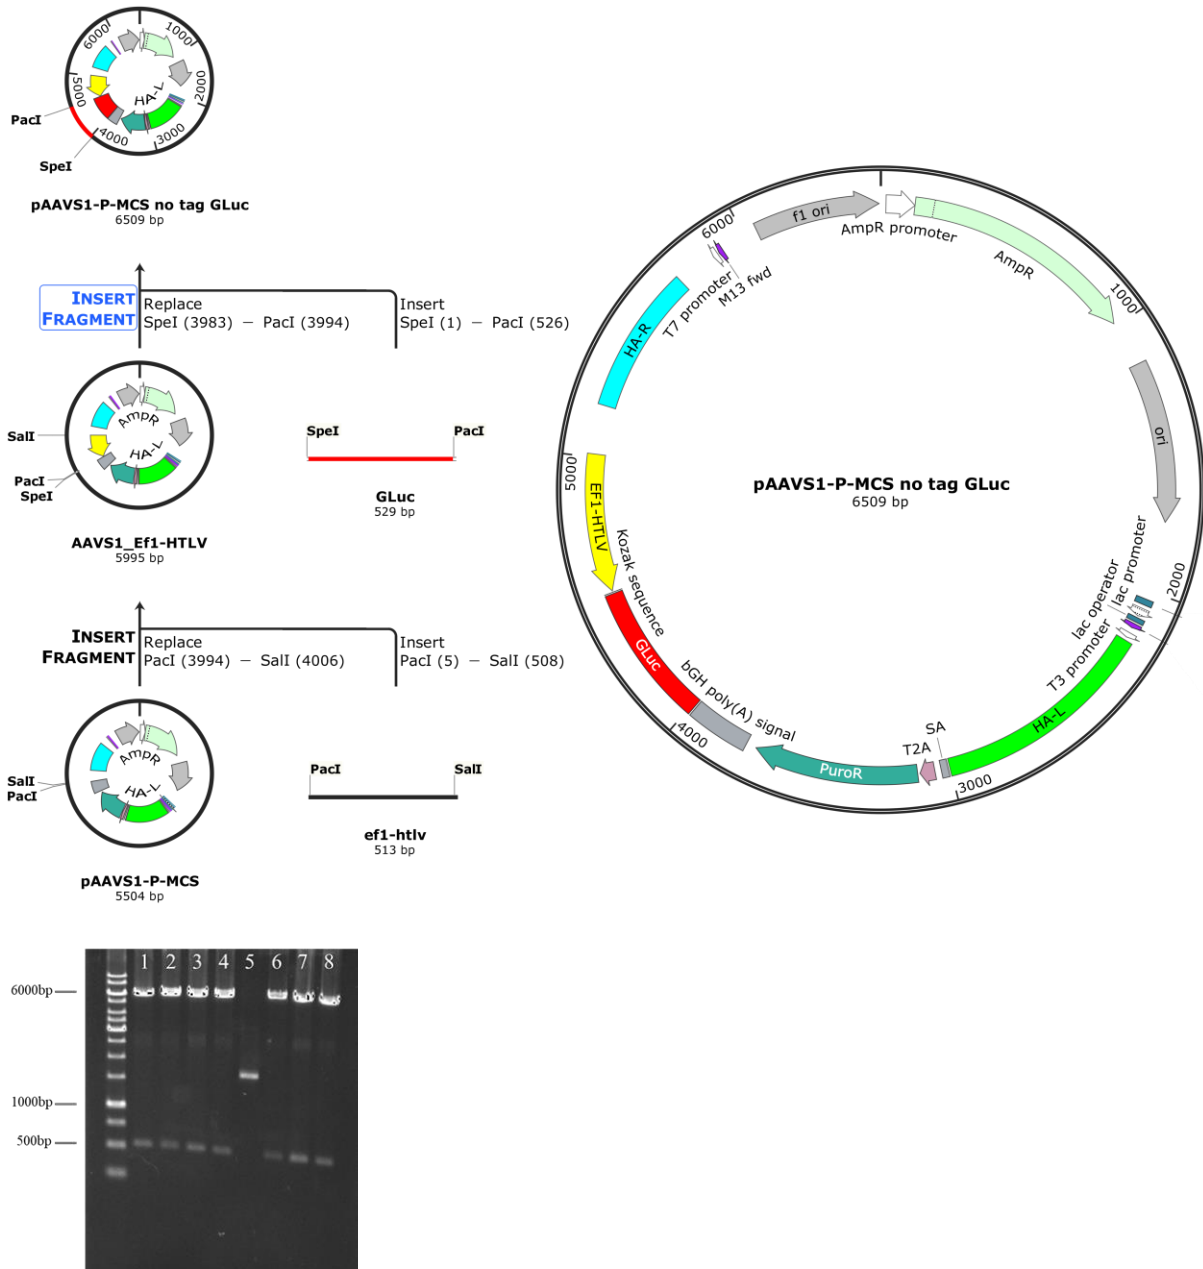 6000
1000
5000
2000
HA-L
4000
3000
PacI
SpeI
pAAVS1-P-MCS no tag GLuc
6509 bp
INSERT
FRAGMENT
Replace
SpeI (3983) – PacI (3994)
Insert
SpeI (1) – PacI (526)
AmpR
HA-L
SalI
PacI
SpeI
AAVS1_Ef1-HTLV
5995 bp
SpeI
PacI
GLuc
529 bp
INSERT
FRAGMENT
Replace
PacI (3994) – SalI (4006)
Insert
PacI (5) – SalI (508)
AmpR
HA-L
SalI
PacI
pAAVS1-P-MCS
5504 bp
PacI
SalI
ef1-htlv
513 bp
6000
f1 ori
AmpR promoter
AmpR
1000
M13 fwd
T7 promoter
HA-R
ori
5000
pAAVS1-P-MCS no tag GLuc
6509 bp
EF1-HTLV
Kozak sequence
2000
lac promoter
lac operator
T3 promoter
GLuc
bGH poly(A) signal
4000
HA-L
SA
T2A
PuroR
3000
1 2 3 4 5 6 7 8
6000bp
1000bp
500bp